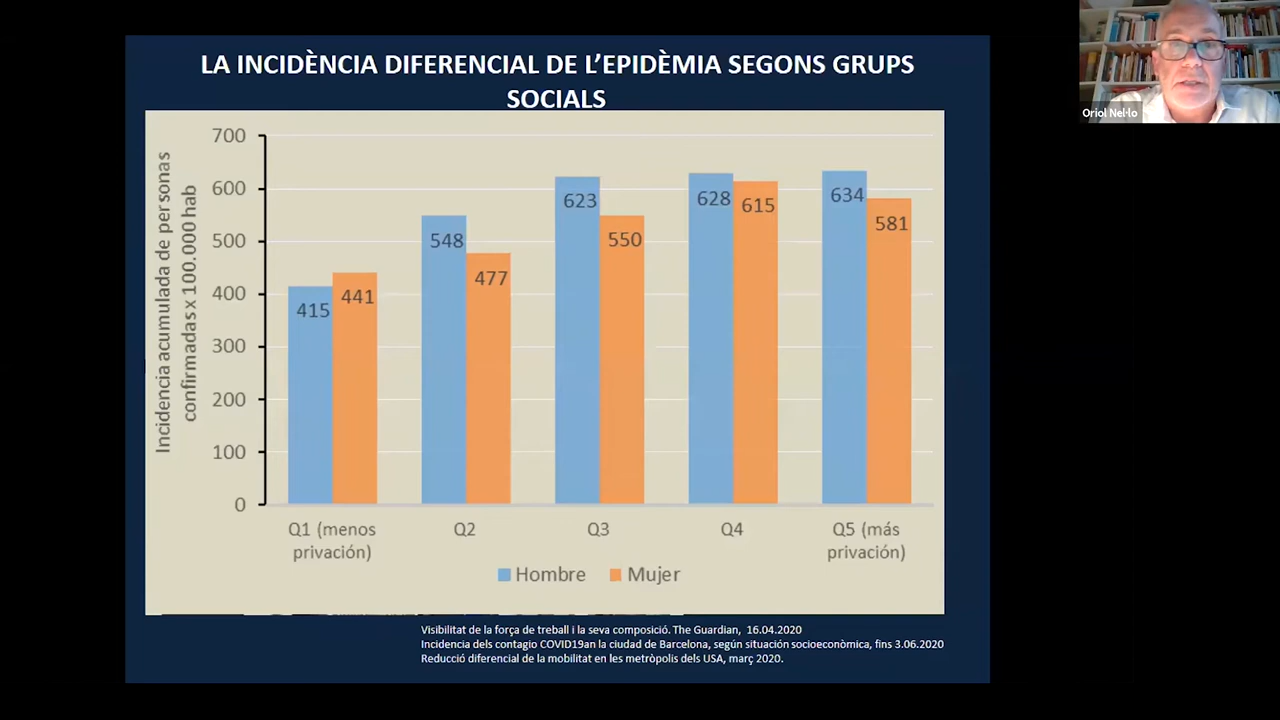 LA INCIDÈNCIA DIFERENCIAL DE L'EPIDÈMIA SEGONS GRUPS
SOCIALS
Oriol Nel·lo
Incidencia acumulada de personas
confirmadas x 100.000 hab
700
600
500
400
300
200
100
0
415
441
548
477
623
550
628
615
634
581
Q1 (menos
privación)
Q2
Q3
Q4
Q5 (más
privación)
Hombre
Mujer
Visibilitat de la força de treball i la seva composició. The Guardian, 16.04.2020
Incidencia dels contagio COVID19an la ciudad de Barcelona, según situación socioeconòmica, fins 3.06.2020
Reducció diferencial de la mobilitat en les metròpolis dels USA, març 2020.